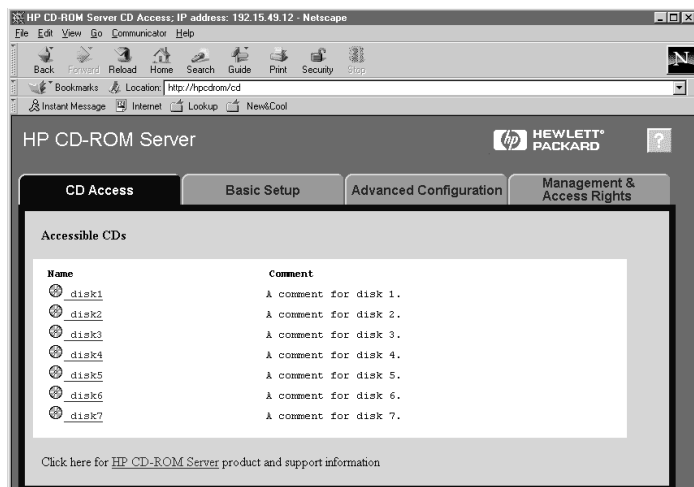 HP CD-ROM Server CD Access; IP address: 192.15.49.12 - Netscape
File Edit View Go Communicator Help
Back Forward Reload Home Search Guide Print Security Stop
N
Bookmarks Location: http://hpcdrom/cd
Instant Message Internet Lookup New&Cool
HP CD-ROM Server
hp HEWLETT®
PACKARD
?
CD Access Basic Setup Advanced Configuration Management &
Access Rights
Accessible CDs
Name Comment
disk1 A comment for disk 1.
disk2 A comment for disk 2.
disk3 A comment for disk 3.
disk4 A comment for disk 4.
disk5 A comment for disk 5.
disk6 A comment for disk 6.
disk7 A comment for disk 7.
Click here for HP CD-ROM Server product and support information